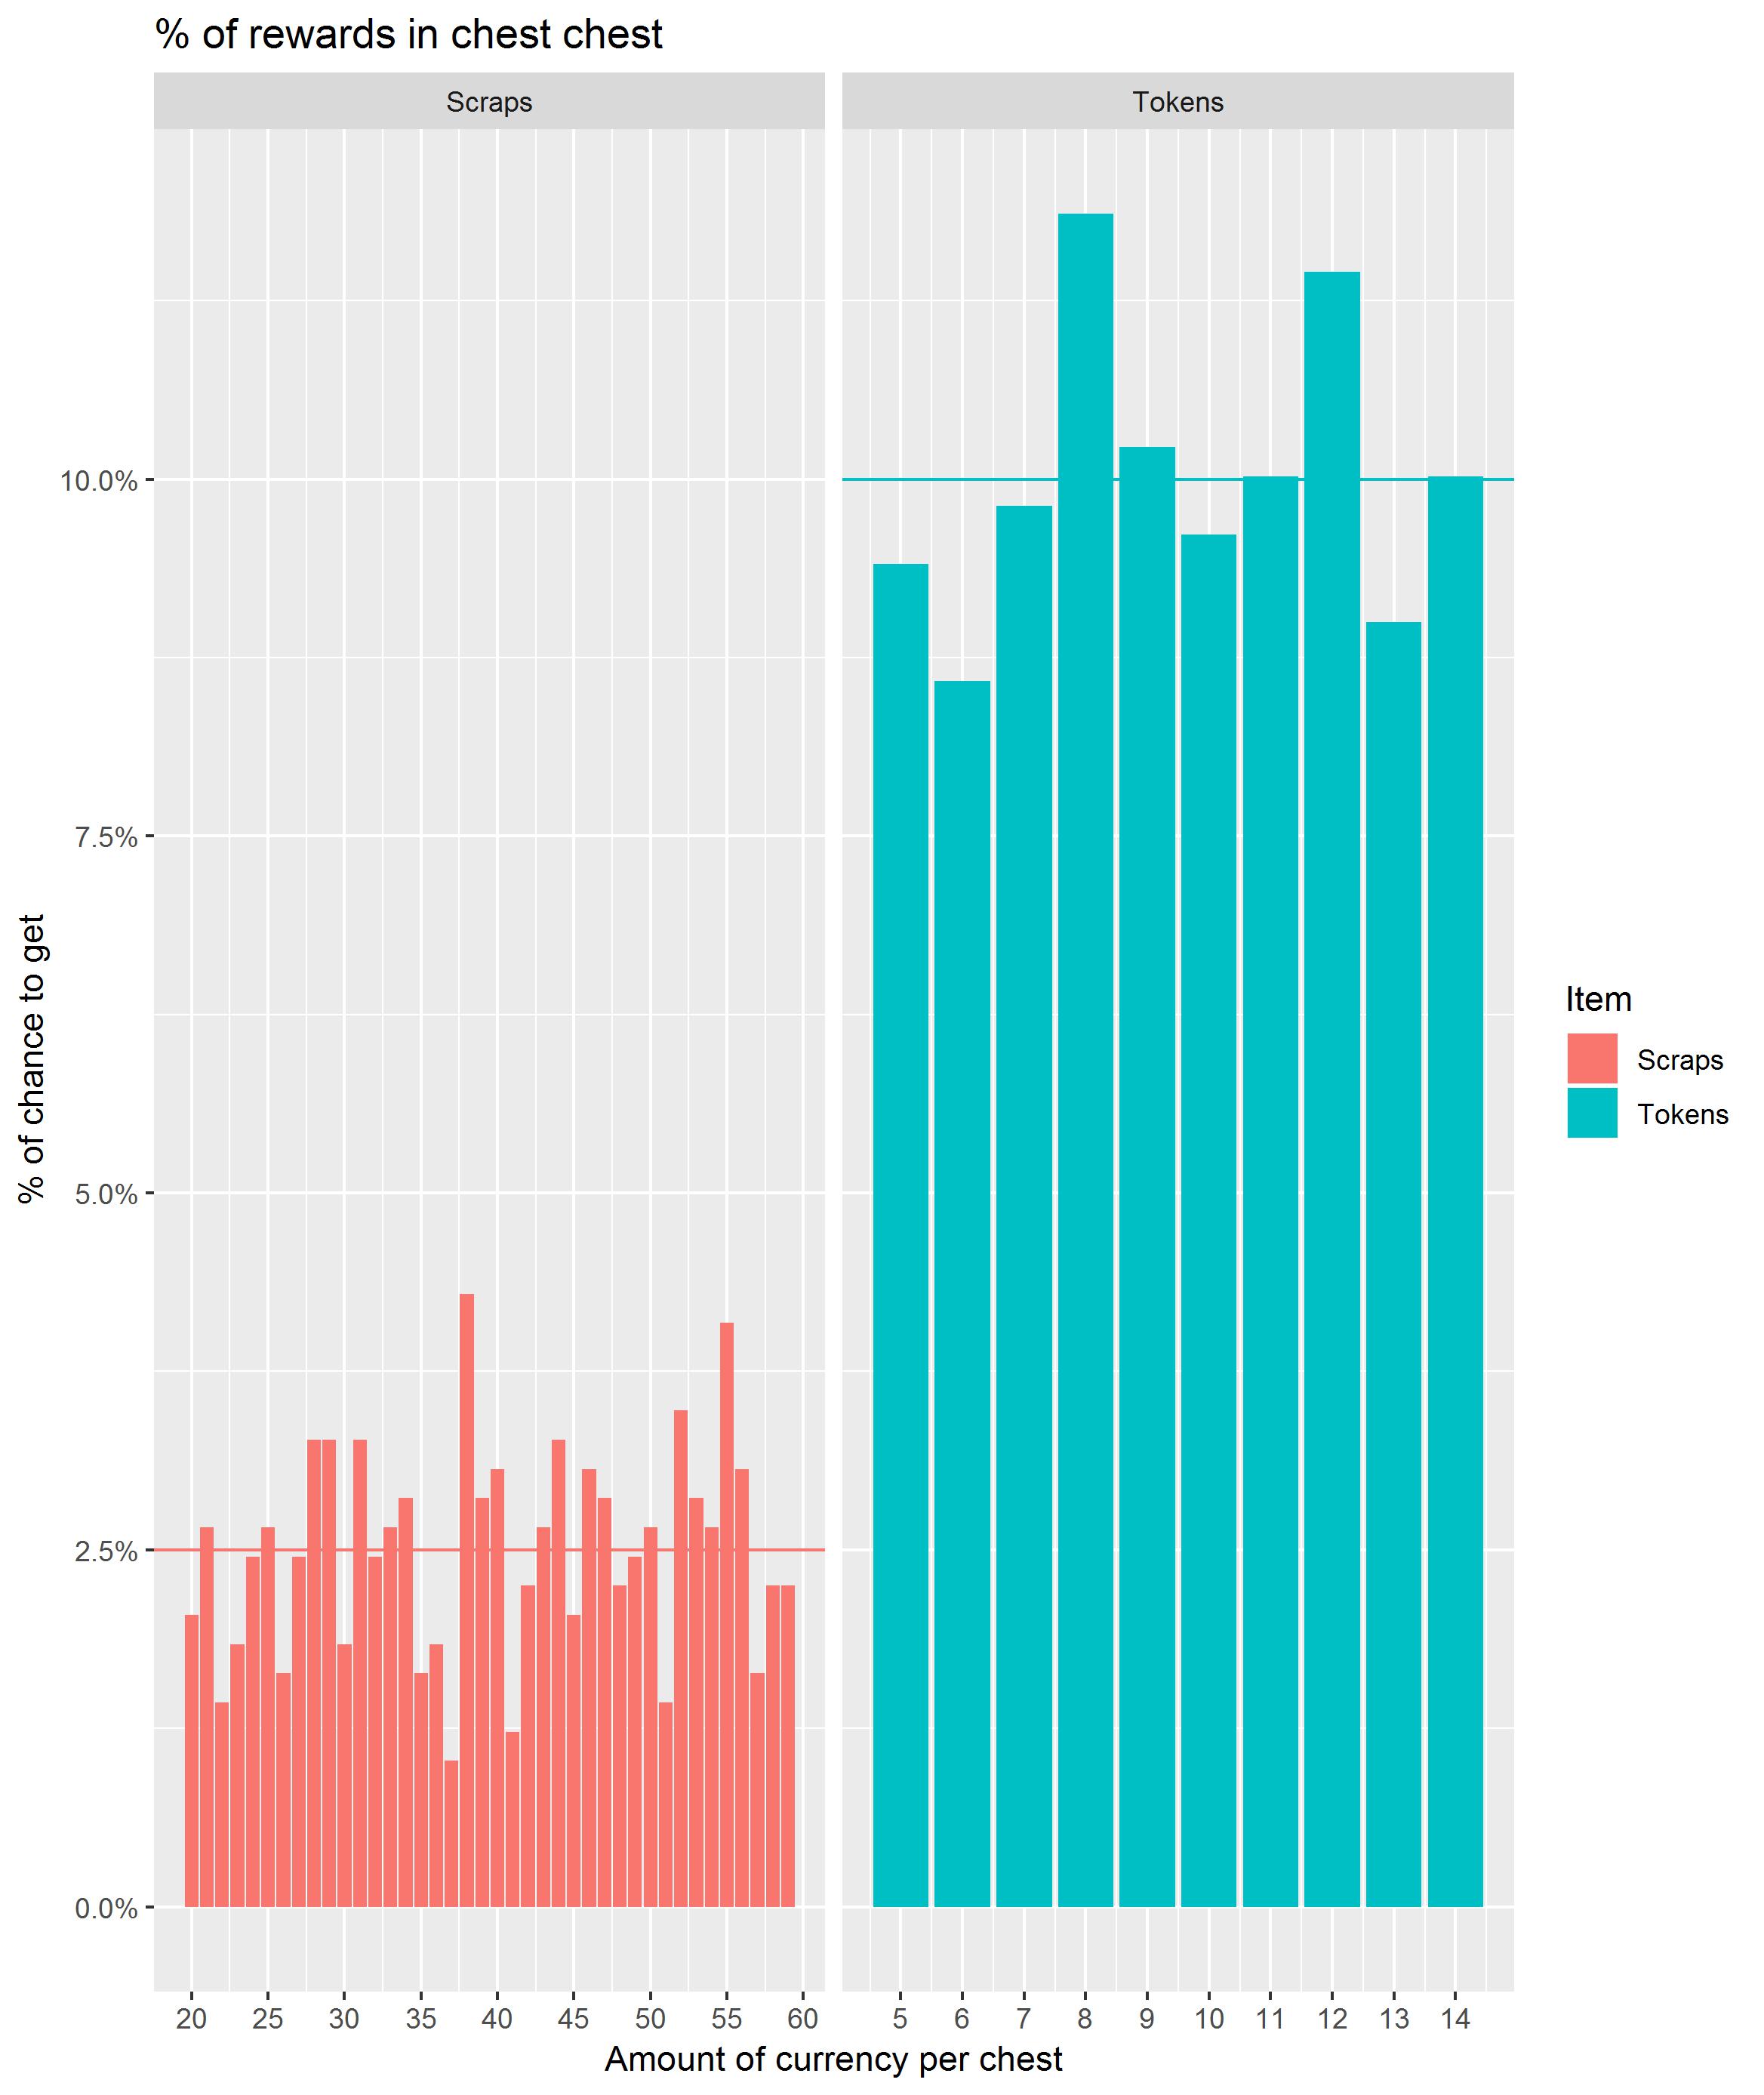 % of rewards in chest chest
Scraps Tokens
10.0%
7.5%
5.0%
2.5%
0.0%
% of chance to get
20 25 30 35 40 45 50 55 60 5 6 7 8 9 10 11 12 13 14
Amount of currency per chest
Item
Scraps
Tokens